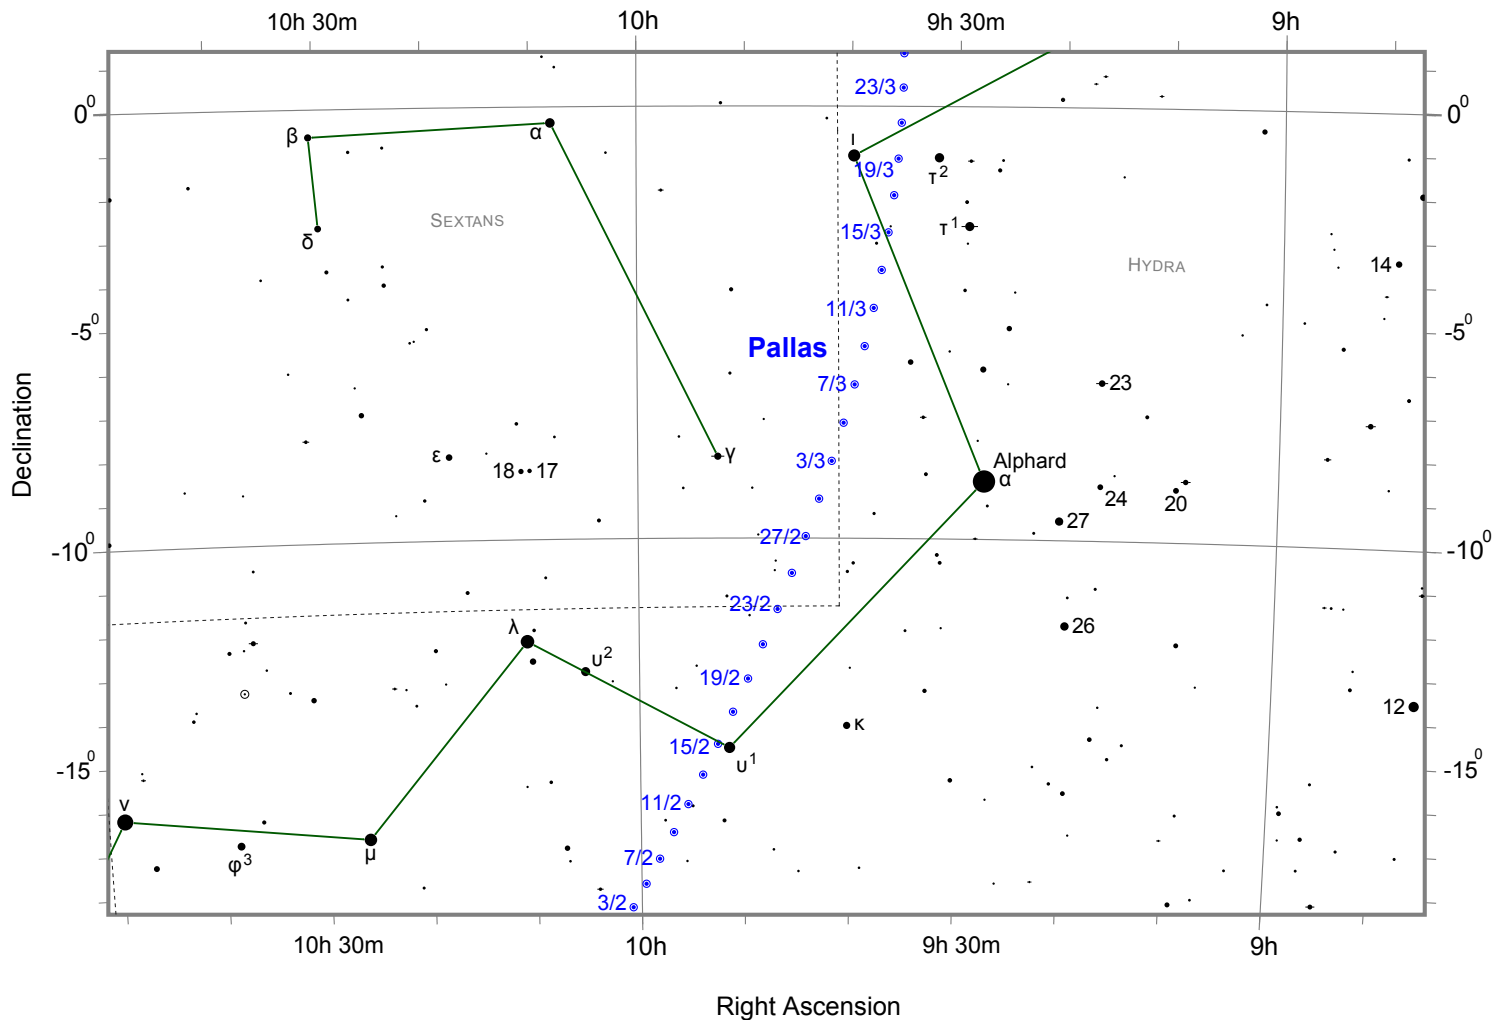 10h 30m 10h 9h 30m 9h
23/3
0⁰ 0⁰
β α ι
19/3 τ²
SEXTANS
δ 15/3 τ¹
HYDRA 14
11/3
-5⁰ -5⁰
Pallas
7/3 23
Declination
ε 18 17 γ 3/3 Alphard
α
24 20
27
27/2
-10⁰ -10⁰
23/2
λ 26
υ²
19/2
κ 12
15/2
υ¹
-15⁰ -15⁰
ν 11/2
μ
φ³ 7/2
3/2
10h 30m 10h 9h 30m 9h
Right Ascension